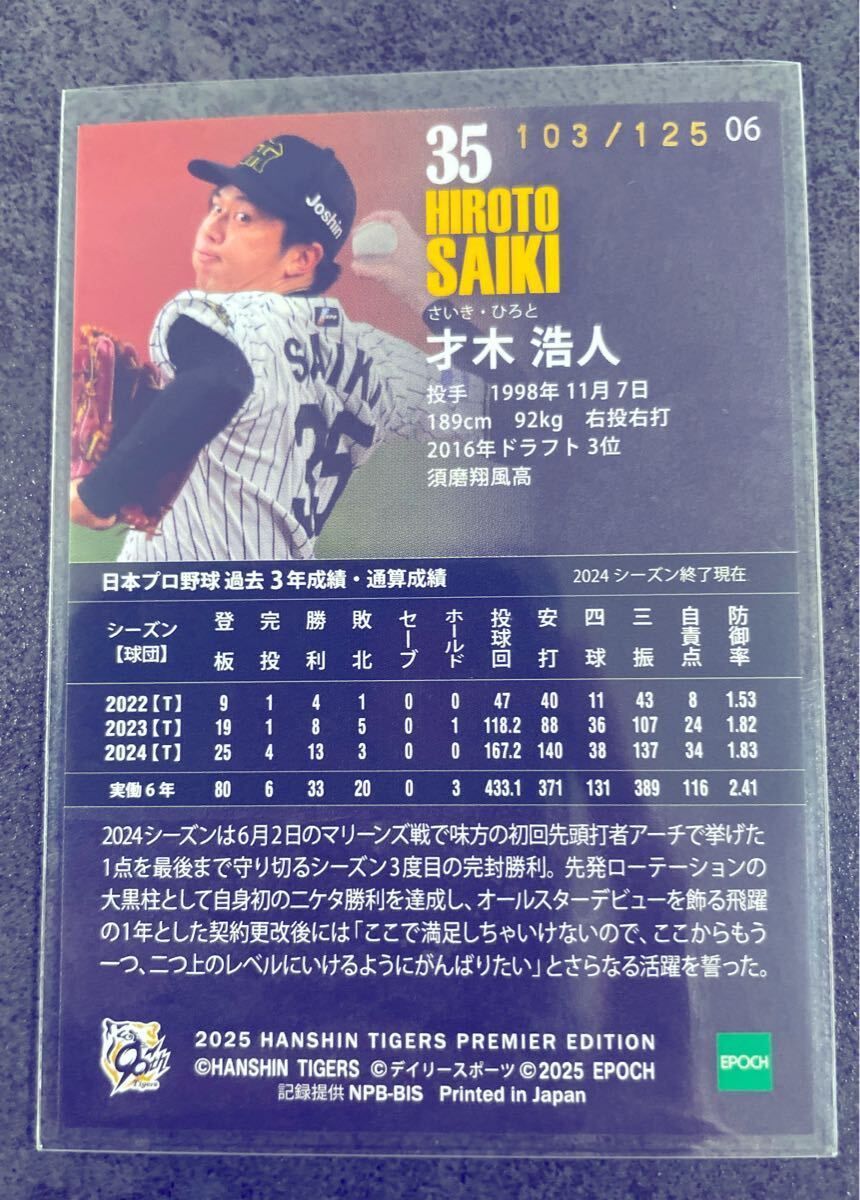 35 103/125 06
HIROTO
SAIKI
さいき・ひろと
才木 浩人
投手 1998年11月7日
189cm 92kg 右投右打
2016年ドラフト3位
須磨翔風高
Joshin
SAIKI
35
日本プロ野球 過去3年成績・通算成績 2024シーズン終了現在
シーズン【球団】 登板 完投 勝利 敗北 セーブ ホールド 投球回 安打 四球 三振 自責点 防御率
2022【T】 9 1 4 1 0 0 47 40 11 43 8 1.53
2023【T】 19 1 8 5 0 1 118.2 88 36 107 24 1.82
2024【T】 25 4 13 3 0 0 167.2 140 38 137 34 1.83
実働6年 80 6 33 20 0 3 433.1 371 131 389 116 2.41
2024シーズンは6月2日のマリーンズ戦で味方の初回先頭打者アーチで挙げた
1点を最後まで守り切るシーズン3度目の完封勝利。先発ローテーションの
大黒柱として自身初の二ケタ勝利を達成し、オールスターデビューを飾る飛躍
の1年とした契約更改後には「ここで満足しちゃいけないので、ここからもう
一つ、二つ上のレベルにいけるようにがんばりたい」とさらなる活躍を誓った。
90th
Tigers
2025 HANSHIN TIGERS PREMIER EDITION
©HANSHIN TIGERS ©デイリースポーツ ©2025 EPOCH
記録提供 NPB-BIS Printed in Japan
EPOCH